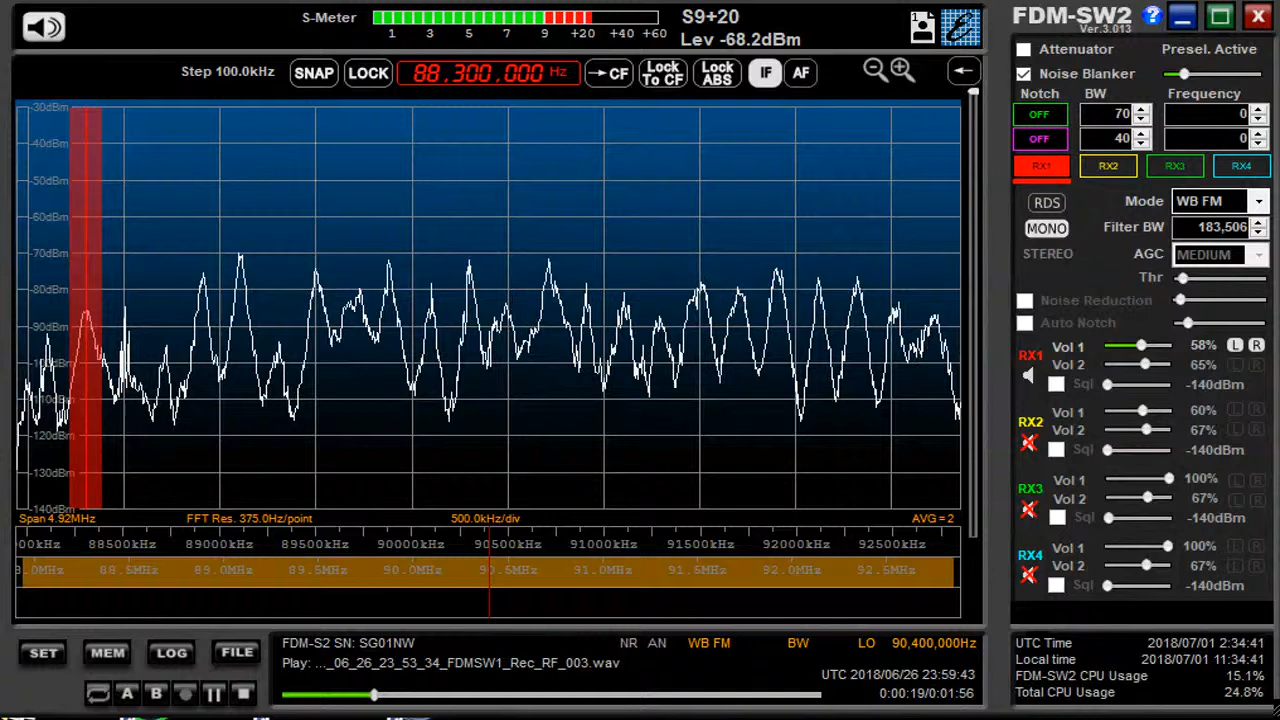 S-Meter
1 3 5 7 9 +20 +40 +60
S9+20
Lev -68.2dBm
1
FDM-SW2
Ver.3.013
?
Step 100.0kHz
SNAP
LOCK
88.300.000 Hz
→CF
Lock To CF
Lock ABS
IF
AF
-30dBm
-40dBm
-50dBm
-60dBm
-70dBm
-80dBm
-90dBm
-100dBm
-110dBm
-120dBm
-130dBm
-140dBm
Span 4.92MHz FFT Res. 375.0Hz/point 500.0kHz/div AVG=2
00kHz 88500kHz 89000kHz 89500kHz 90000kHz 90500kHz 91000kHz 91500kHz 92000kHz 92500kHz
8.0MHz 88.5MHz 89.0MHz 89.5MHz 90.0MHz 90.5MHz 91.0MHz 91.5MHz 92.0MHz 92.5MHz
Attenuator Presel. Active
Noise Blanker
Notch BW Frequency
OFF 70 0
OFF 40 0
RX1 RX2 RX3 RX4
RDS Mode WB FM
MONO Filter BW 183,506
STEREO AGC MEDIUM
Thr
Noise Reduction
Auto Notch
RX1
Vol 1 58% L R
Vol 2 65% L R
Sql -140dBm
RX2
Vol 1 60% L R
Vol 2 67% L R
Sql -140dBm
RX3
Vol 1 100% L R
Vol 2 67% L R
Sql -140dBm
RX4
Vol 1 100% L R
Vol 2 67% L R
Sql -140dBm
SET MEM LOG FILE
A B
FDM-S2 SN: SG01NW NR AN WB FM BW LO 90,400,000Hz
Play: ..._06_26_23_53_34_FDMSW1_Rec_RF_003.wav
UTC 2018/06/26 23:59:43
0:00:19/0:01:56
UTC Time 2018/07/01 2:34:41
Local time 2018/07/01 11:34:41
FDM-SW2 CPU Usage 15.1%
Total CPU Usage 24.8%